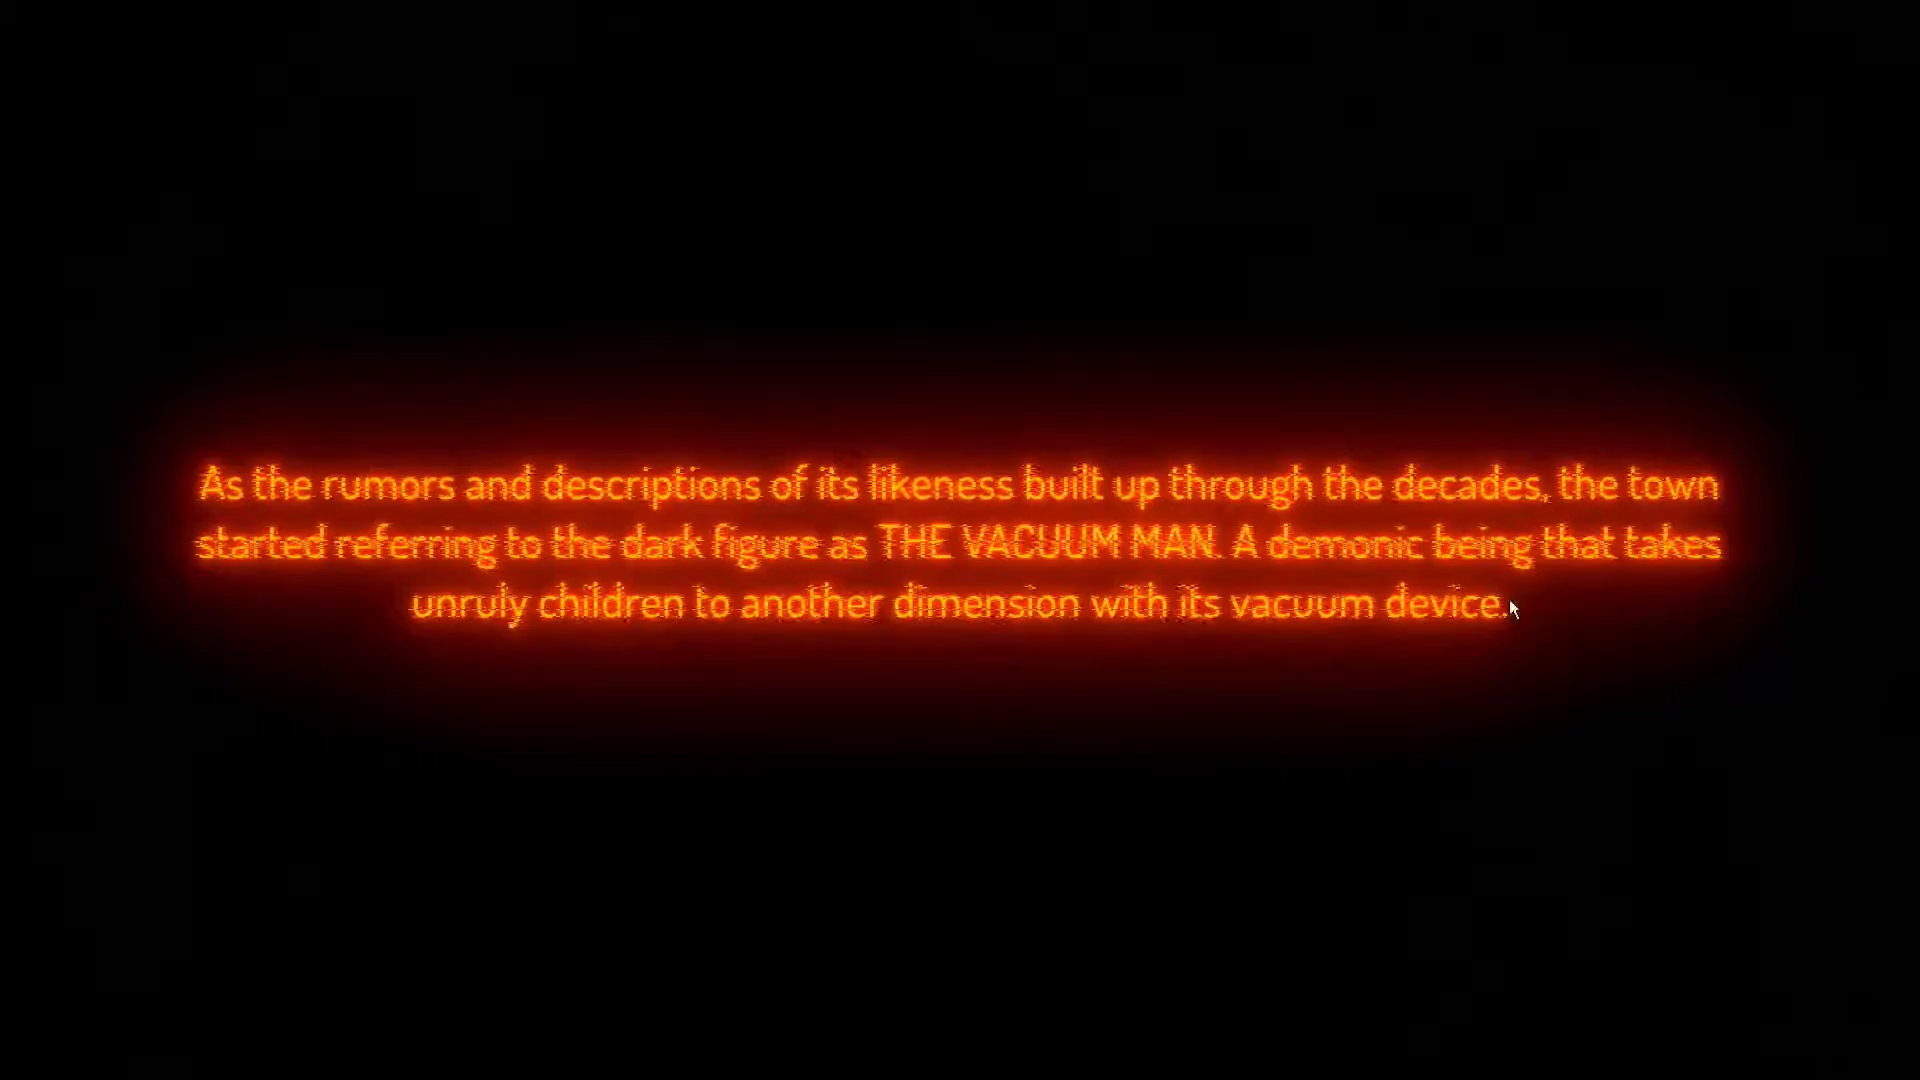 As the rumors and descriptions of its likeness built up through the decades, the town
started referring to the dark figure as THE VACUUM MAN. A demonic being that takes
unruly children to another dimension with its vacuum device.